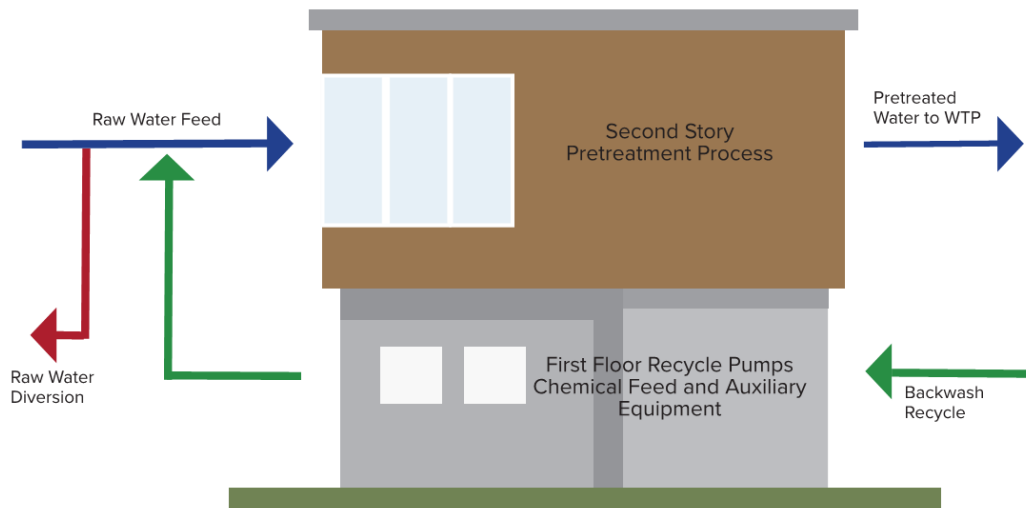 Raw Water Feed
Second Story
Pretreatment Process
Pretreated
Water to WTP
Raw Water
Diversion
First Floor Recycle Pumps
Chemical Feed and Auxiliary
Equipment
Backwash
Recycle